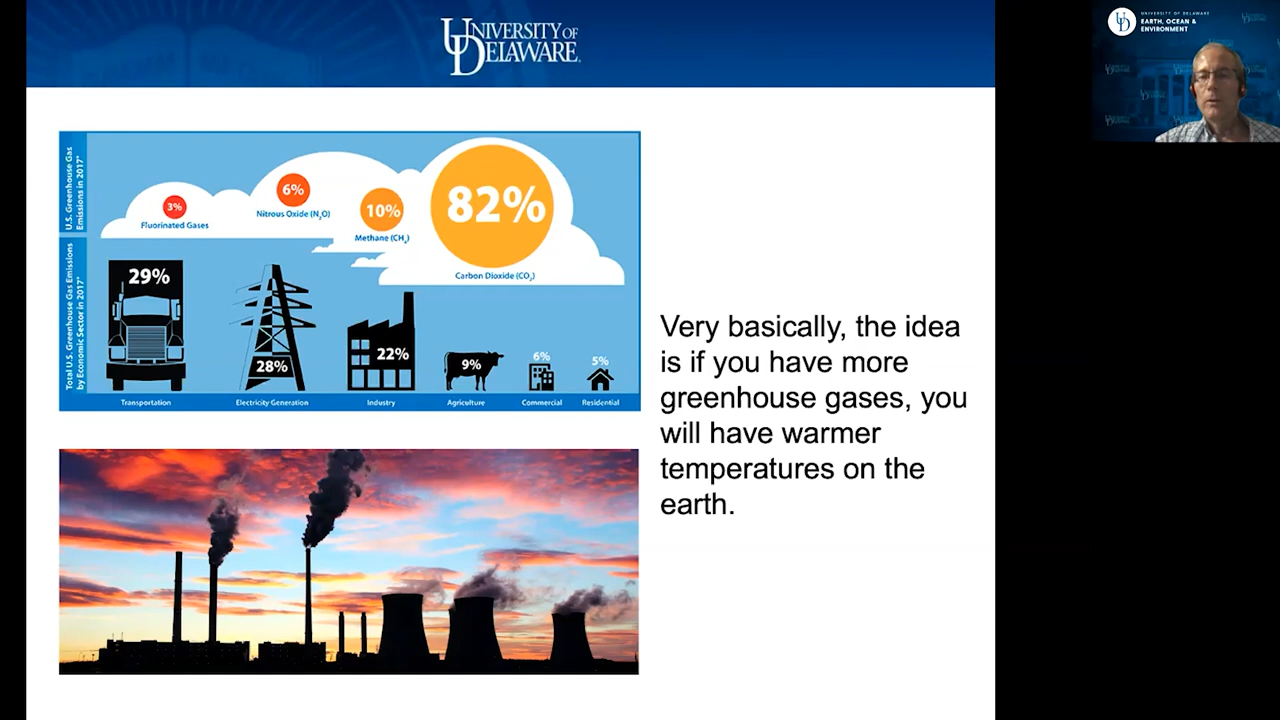 UNIVERSITY OF
DELAWARE
UNIVERSITY OF DELAWARE
EARTH, OCEAN &
ENVIRONMENT
U.S. Greenhouse Gas
Emissions in 2017*
3%
Fluorinated Gases
6%
Nitrous Oxide (N2O)
10%
Methane (CH4)
82%
Carbon Dioxide (CO2)
Total U.S. Greenhouse Gas Emissions
by Economic Sector in 2017*
29%
28%
22%
9%
6%
5%
Transportation
Electricity Generation
Industry
Agriculture
Commercial
Residential
Very basically, the idea
is if you have more
greenhouse gases, you
will have warmer
temperatures on the
earth.